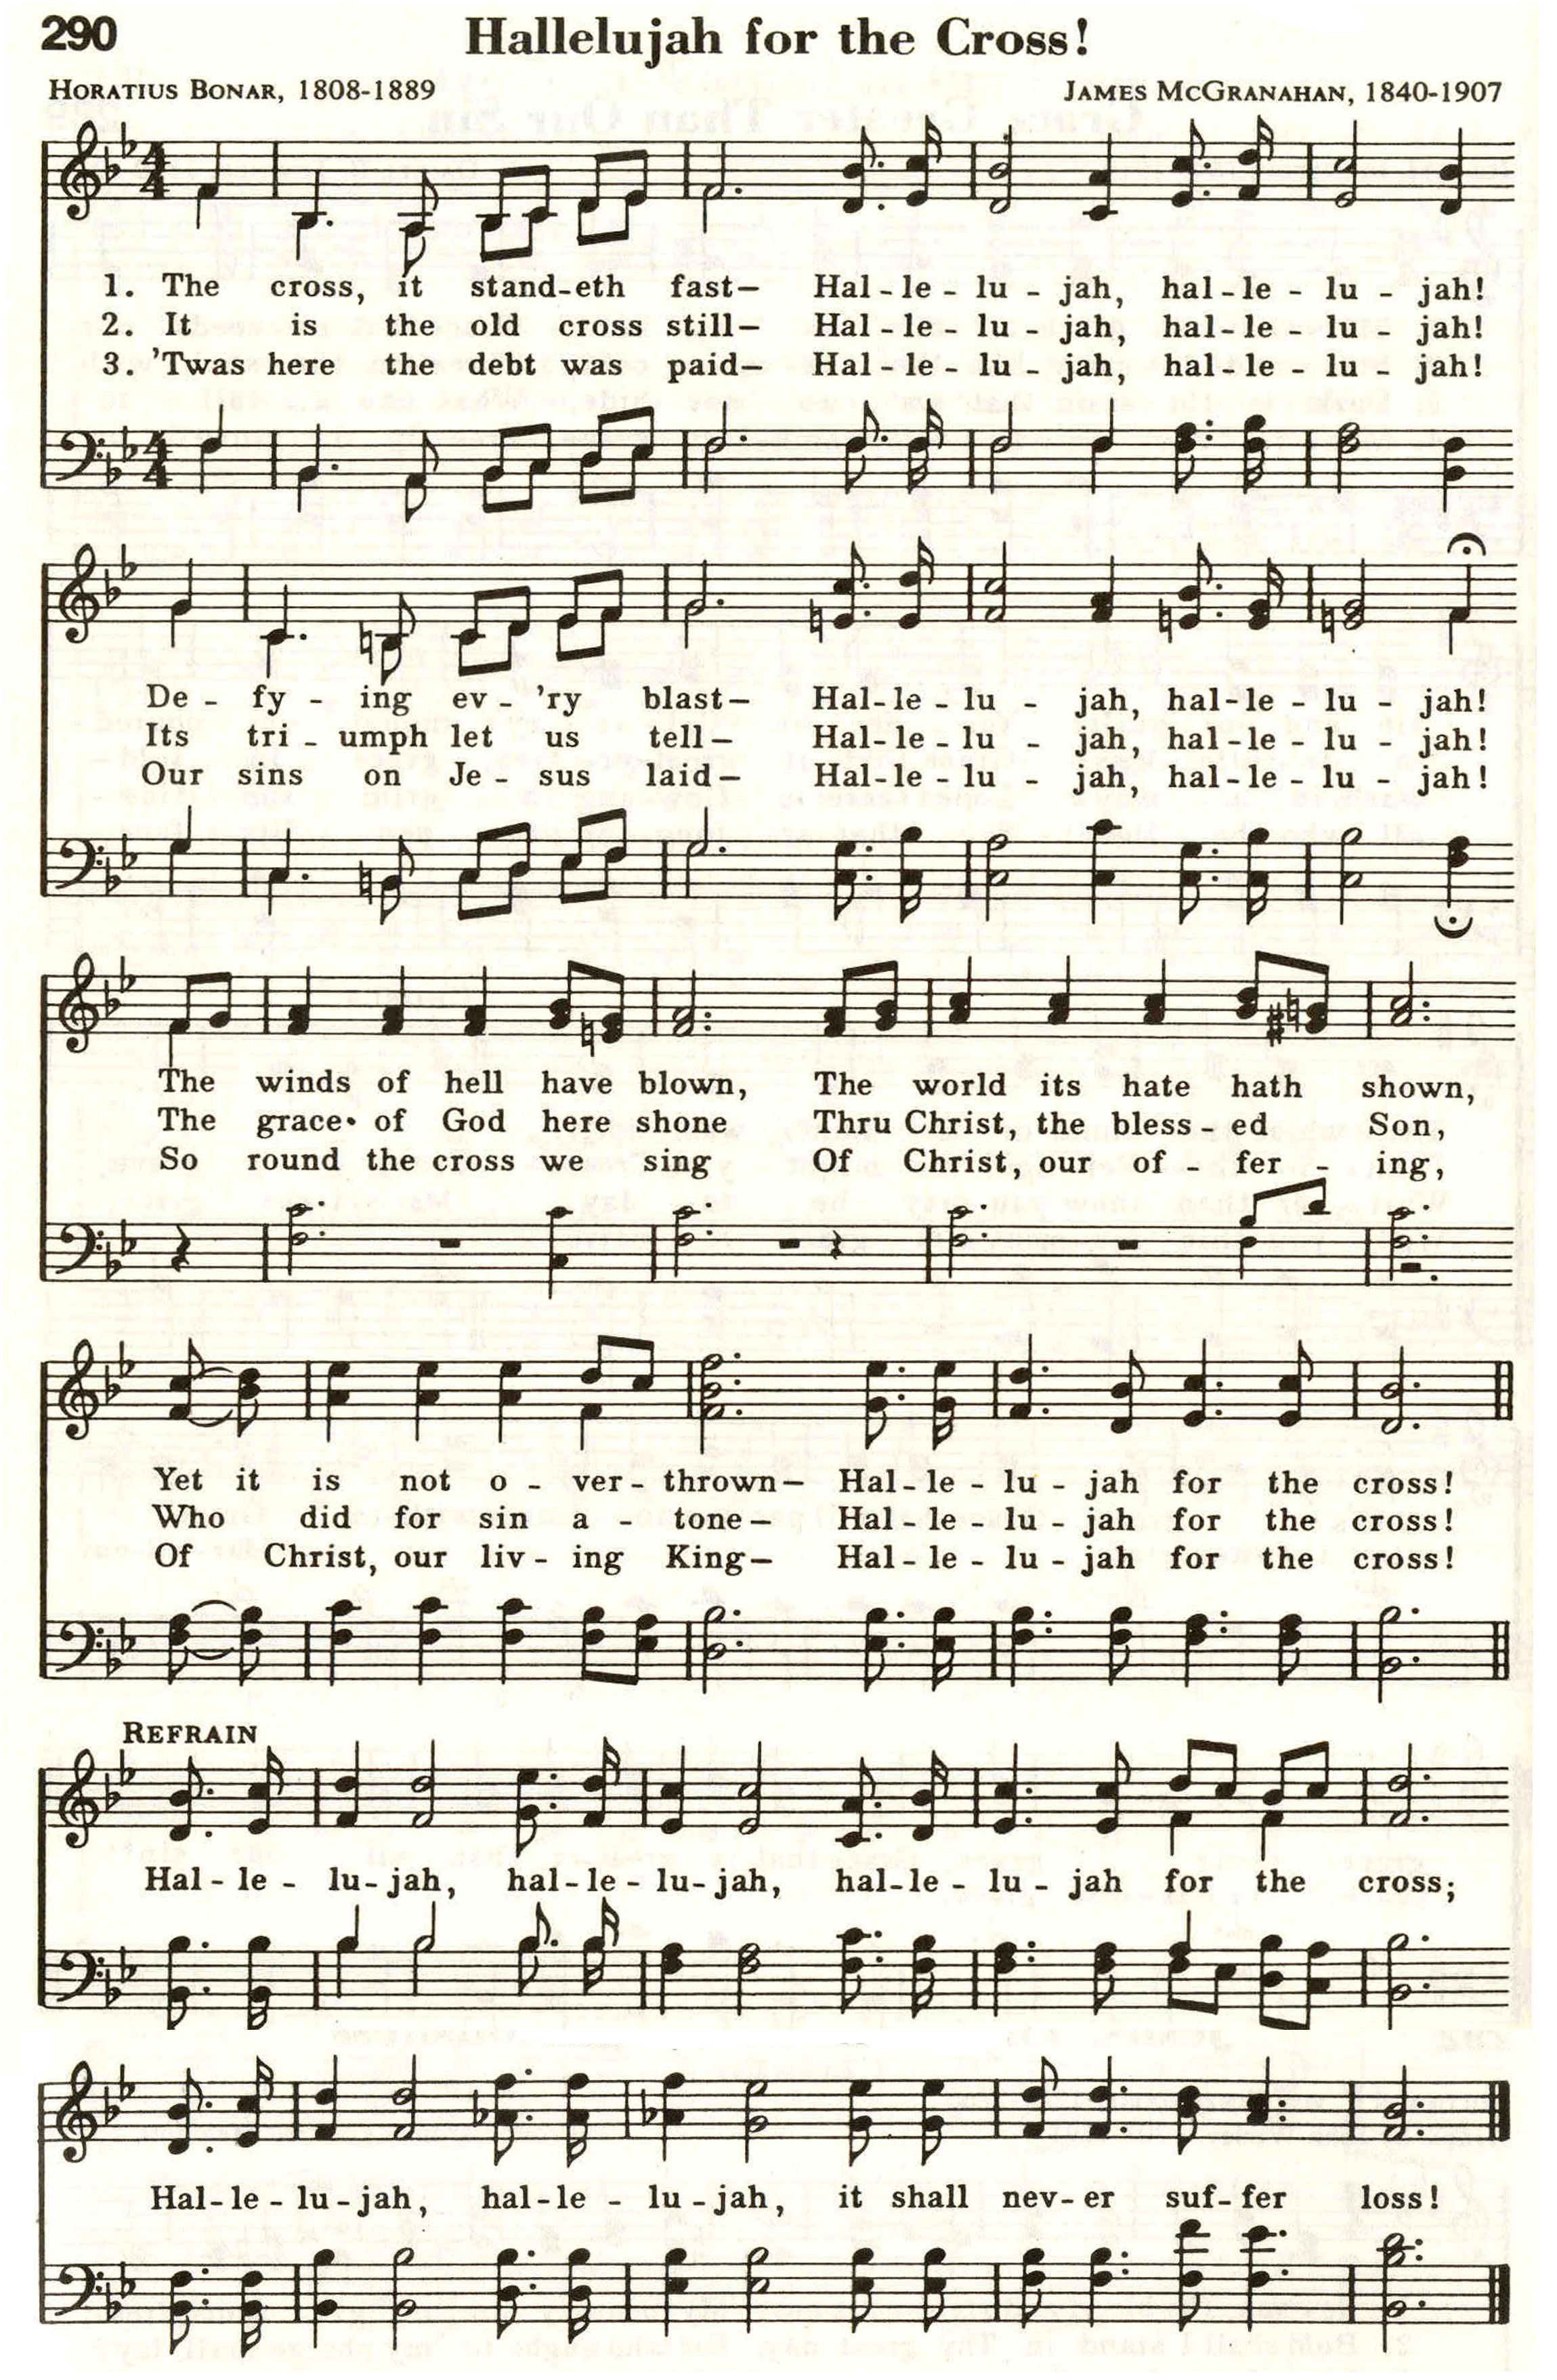 290 Hallelujah for the Cross!
HORATIUS BONAR, 1808-1889 JAMES McGRANAHAN, 1840-1907
4 4
1. The cross, it stand-eth fast— Hal-le-lu-jah, hal-le-lu-jah!
2. It is the old cross still— Hal-le-lu-jah, hal-le-lu-jah!
3. 'Twas here the debt was paid— Hal-le-lu-jah, hal-le-lu-jah!
4 4
De-fy-ing ev-'ry blast— Hal-le-lu-jah, hal-le-lu-jah!
Its tri-umph let us tell— Hal-le-lu-jah, hal-le-lu-jah!
Our sins on Je-sus laid— Hal-le-lu-jah, hal-le-lu-jah!
The winds of hell have blown, The world its hate hath shown,
The grace of God here shone Thru Christ, the bless-ed Son,
So round the cross we sing Of Christ, our of-fer-ing,
Yet it is not o-ver-thrown— Hal-le-lu-jah for the cross!
Who did for sin a-tone— Hal-le-lu-jah for the cross!
Of Christ, our liv-ing King— Hal-le-lu-jah for the cross!
REFRAIN
Hal-le-lu-jah, hal-le-lu-jah, hal-le-lu-jah for the cross;
Hal-le-lu-jah, hal-le-lu-jah, it shall nev-er suf-fer loss!